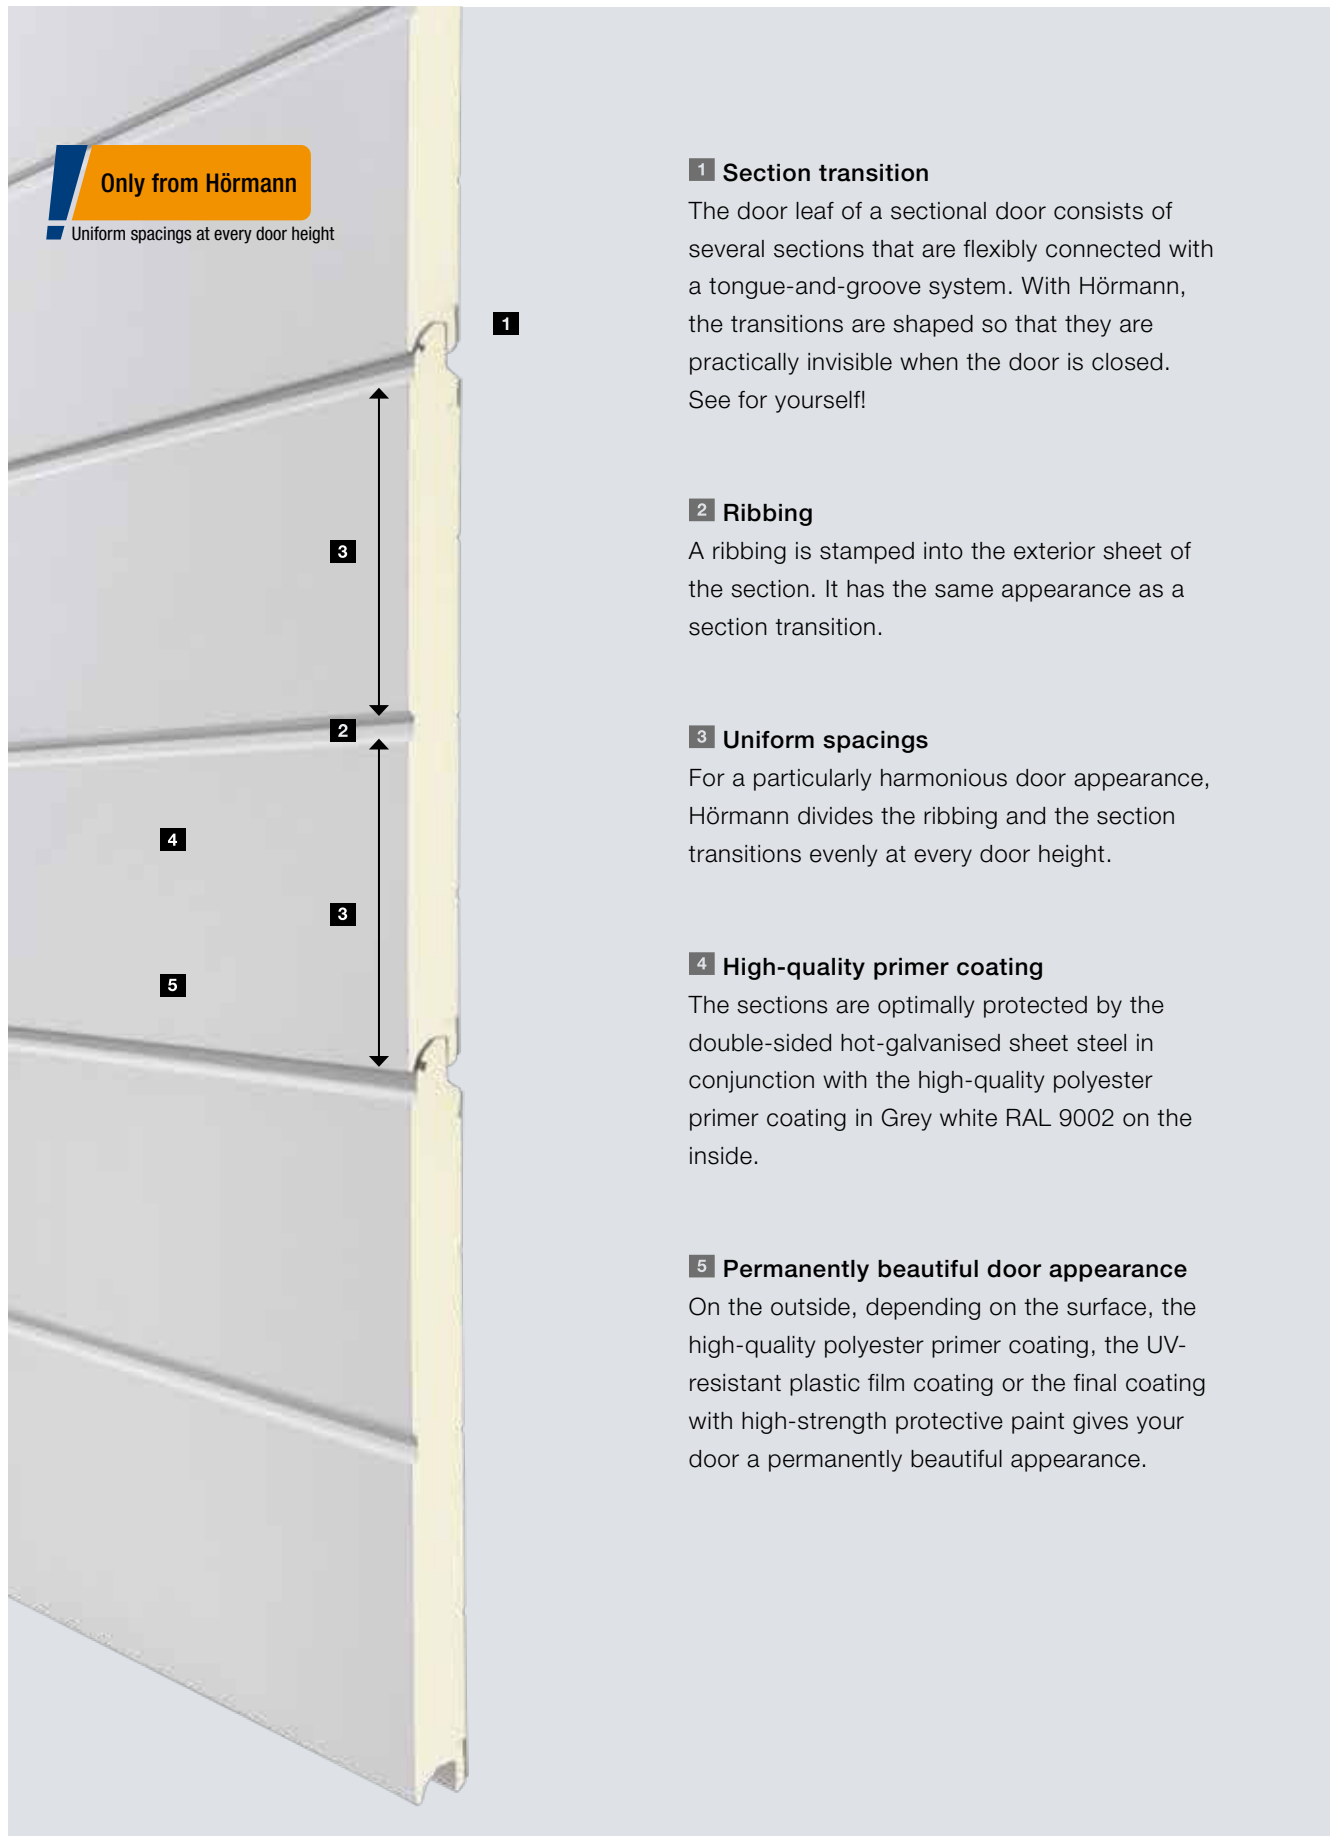 Only from Hörmann
Uniform spacings at every door height
1
3
2
4
3
5
1 Section transition
The door leaf of a sectional door consists of
several sections that are flexibly connected with
a tongue-and-groove system. With Hörmann,
the transitions are shaped so that they are
practically invisible when the door is closed.
See for yourself!
2 Ribbing
A ribbing is stamped into the exterior sheet of
the section. It has the same appearance as a
section transition.
3 Uniform spacings
For a particularly harmonious door appearance,
Hörmann divides the ribbing and the section
transitions evenly at every door height.
4 High-quality primer coating
The sections are optimally protected by the
double-sided hot-galvanised sheet steel in
conjunction with the high-quality polyester
primer coating in Grey white RAL 9002 on the
inside.
5 Permanently beautiful door appearance
On the outside, depending on the surface, the
high-quality polyester primer coating, the UV-
resistant plastic film coating or the final coating
with high-strength protective paint gives your
door a permanently beautiful appearance.